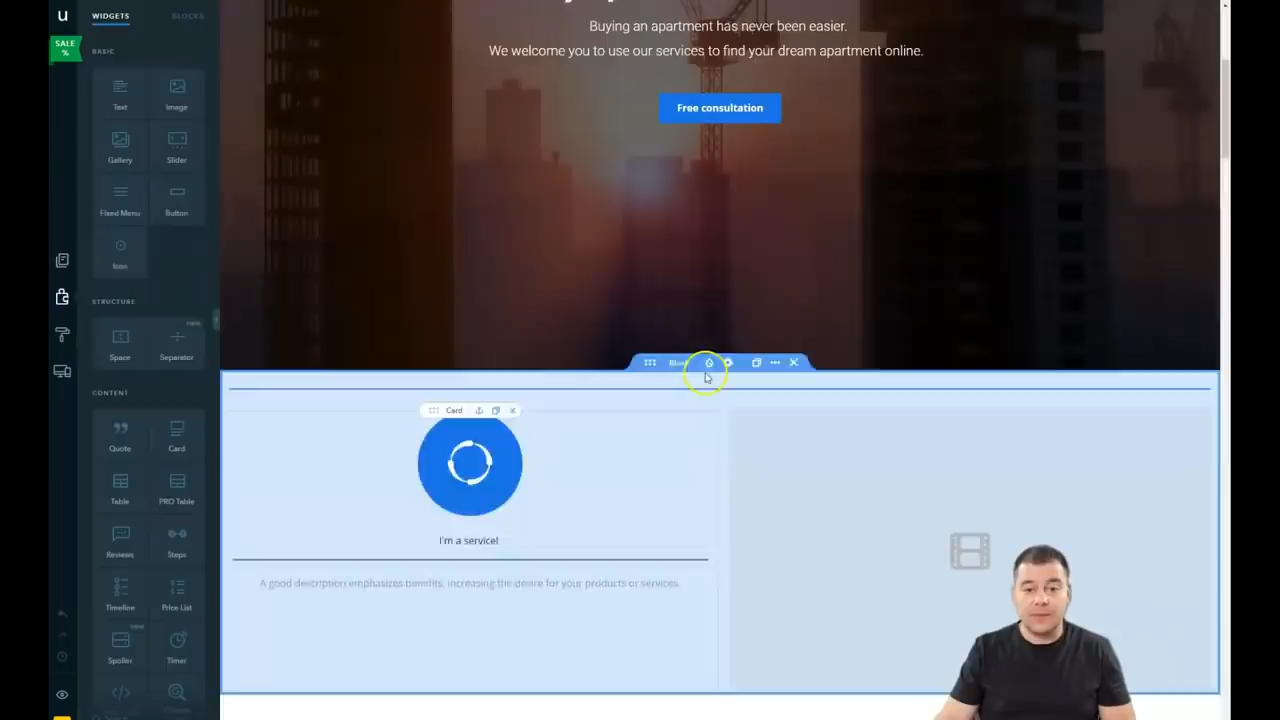 u
WIDGETS
BLOCKS
SALE
%
BASIC
Text
Image
Gallery
Slider
Fixed Menu
Button
Icon
STRUCTURE
new
Space
Separator
CONTENT
Quote
Card
Table
PRO Table
Reviews
Steps
Timeline
Price List
new
Spoiler
Timer
Buying an apartment has never been easier.
We welcome you to use our services to find your dream apartment online.
Free consultation
Card
I'm a service!
A good description emphasizes benefits, increasing the desire for your products or services.